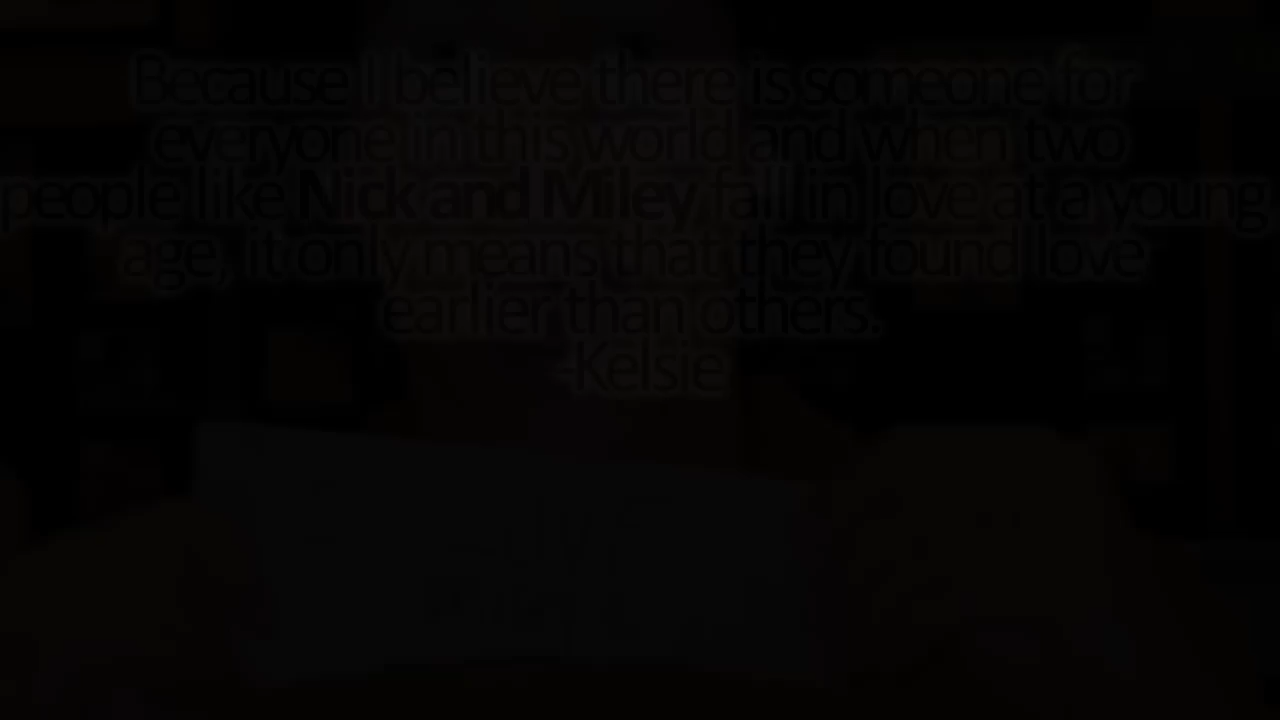 Because I believe there is someone for
everyone in this world and when two
people like Nick and Miley fall in love at a young
age, it only means that they found love
earlier than others.
-Kelsie